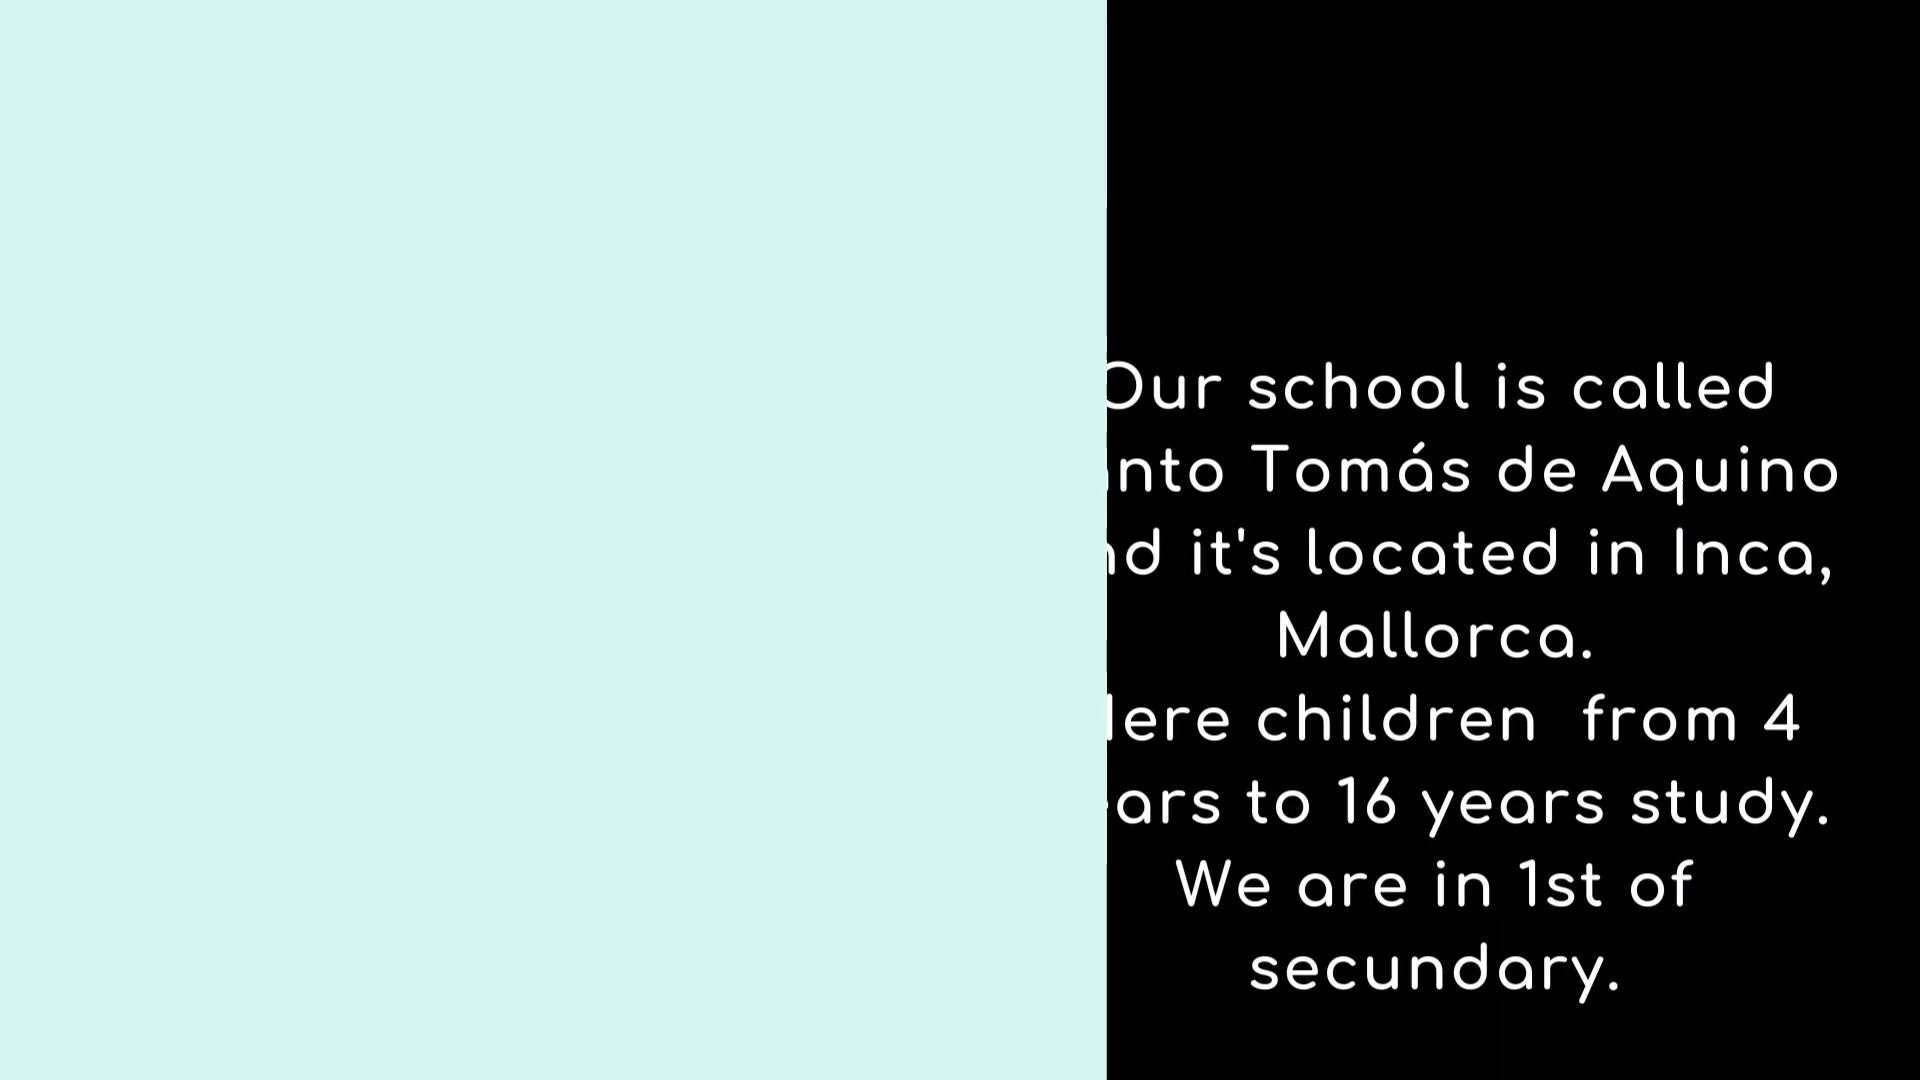 Our school is called
nto Tomás de Aquino
it's located in Inca,
Mallorca.
ere children  from 4
ars to 16 years study.
We are in 1st of
secundary.